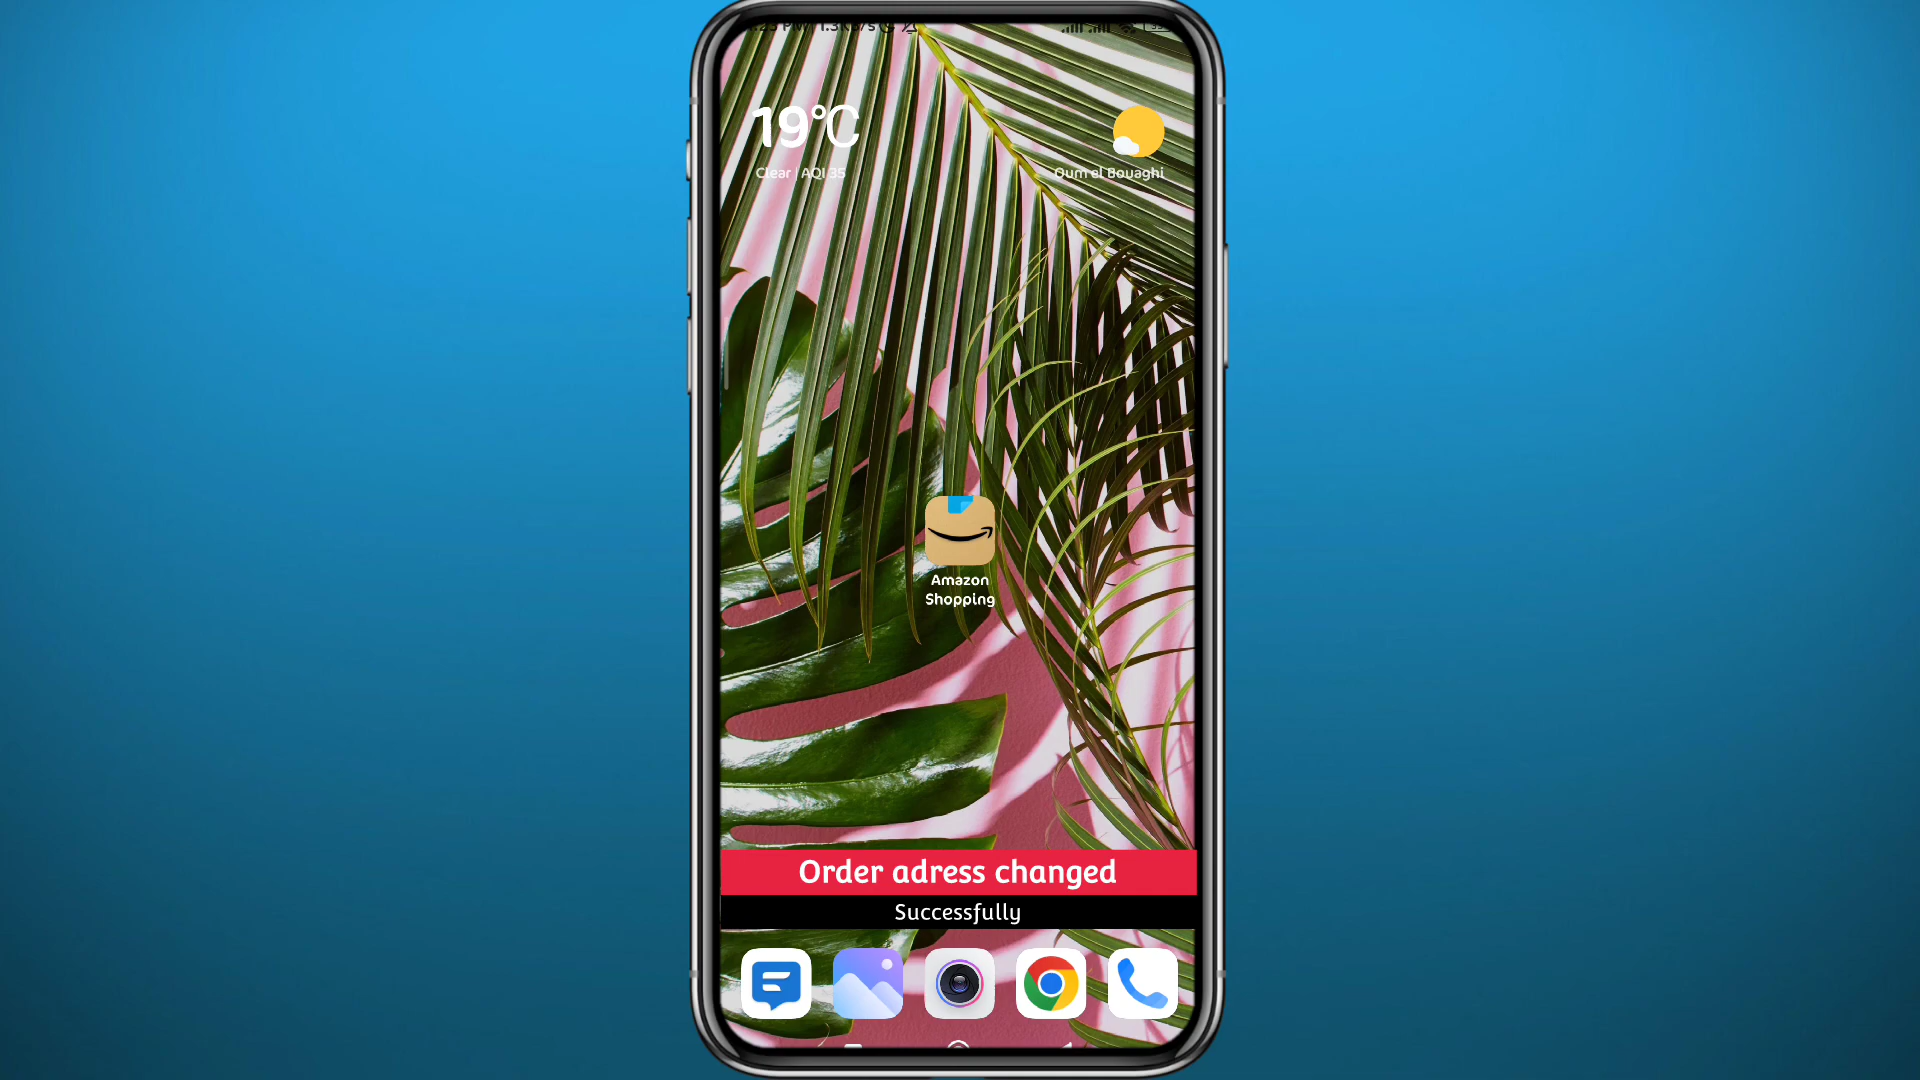 19°C
Clear | AQI 35
Oum el Bouaghi
Amazon
Shopping
Order adress changed
Successfully